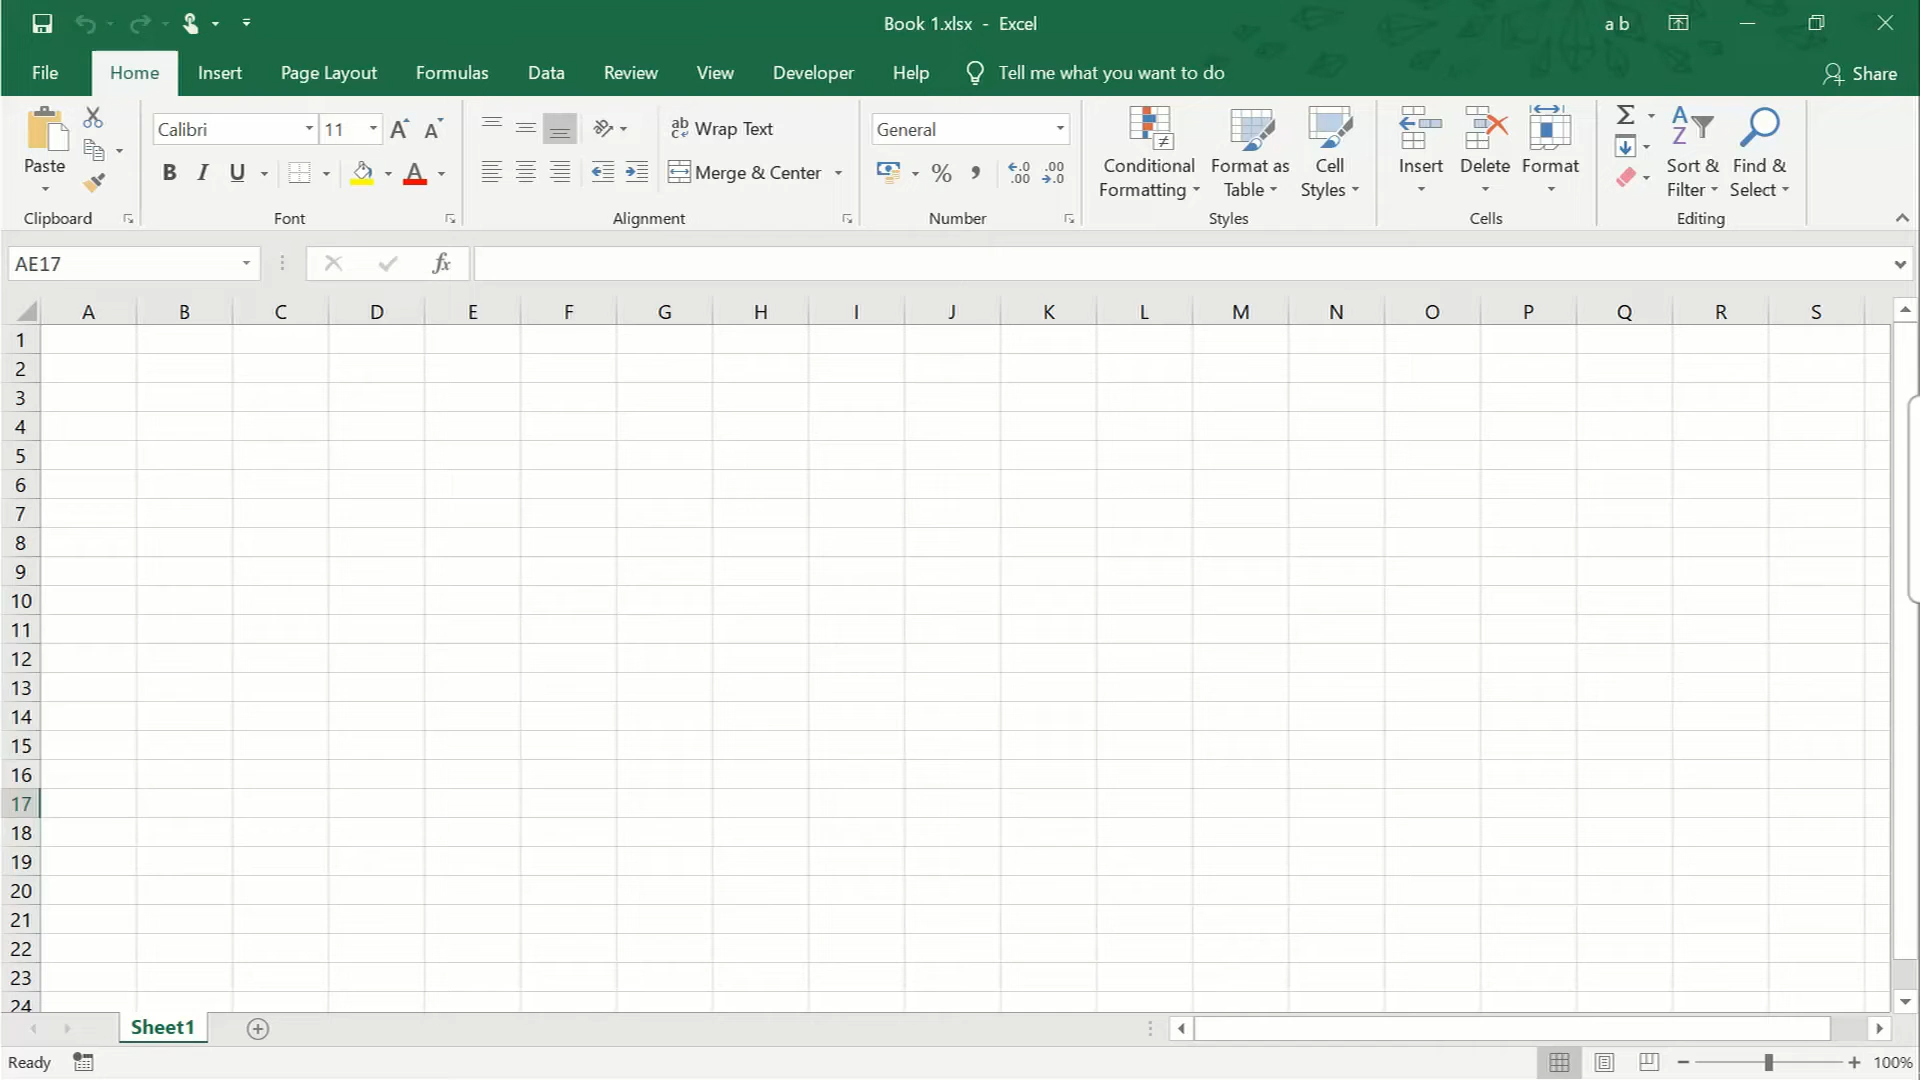 Book 1.xlsx - Excel
a b
File Home Insert Page Layout Formulas Data Review View Developer Help Tell me what you want to do Share
Paste
Calibri 11
B I U A
ab Wrap Text
Merge & Center
General
% ,
Conditional Formatting
Format as Table
Cell Styles
Insert Delete Format
Σ
Sort & Filter
Find & Select
Clipboard Font Alignment Number Styles Cells Editing
AE17 fx
A B C D E F G H I J K L M N O P Q R S
1
2
3
4
5
6
7
8
9
10
11
12
13
14
15
16
17
18
19
20
21
22
23
24
Sheet1
Ready 100%